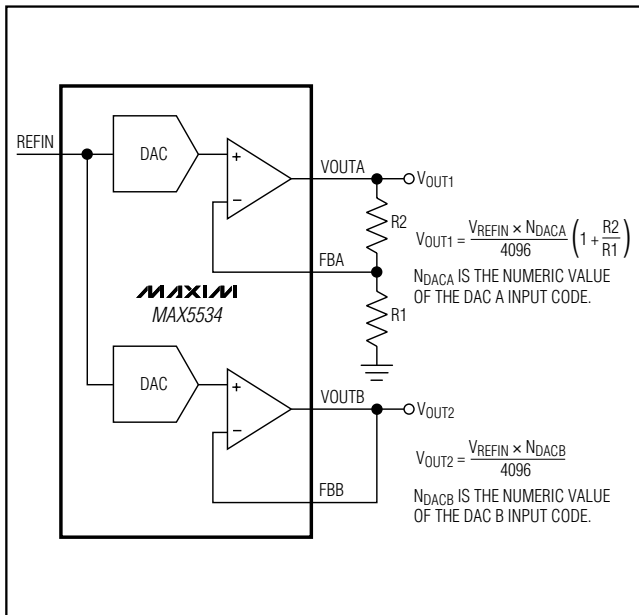 REFIN
DAC
+
−
VOUTA
VOUT1
R2
VOUT1 = VREFIN × NDACA / 4096 (1 + R2 / R1)
FBA
NDACA IS THE NUMERIC VALUE
OF THE DAC A INPUT CODE.
R1
MAXIM
MAX5534
DAC
+
−
VOUTB
VOUT2
VOUT2 = VREFIN × NDACB / 4096
FBB
NDACB IS THE NUMERIC VALUE
OF THE DAC B INPUT CODE.